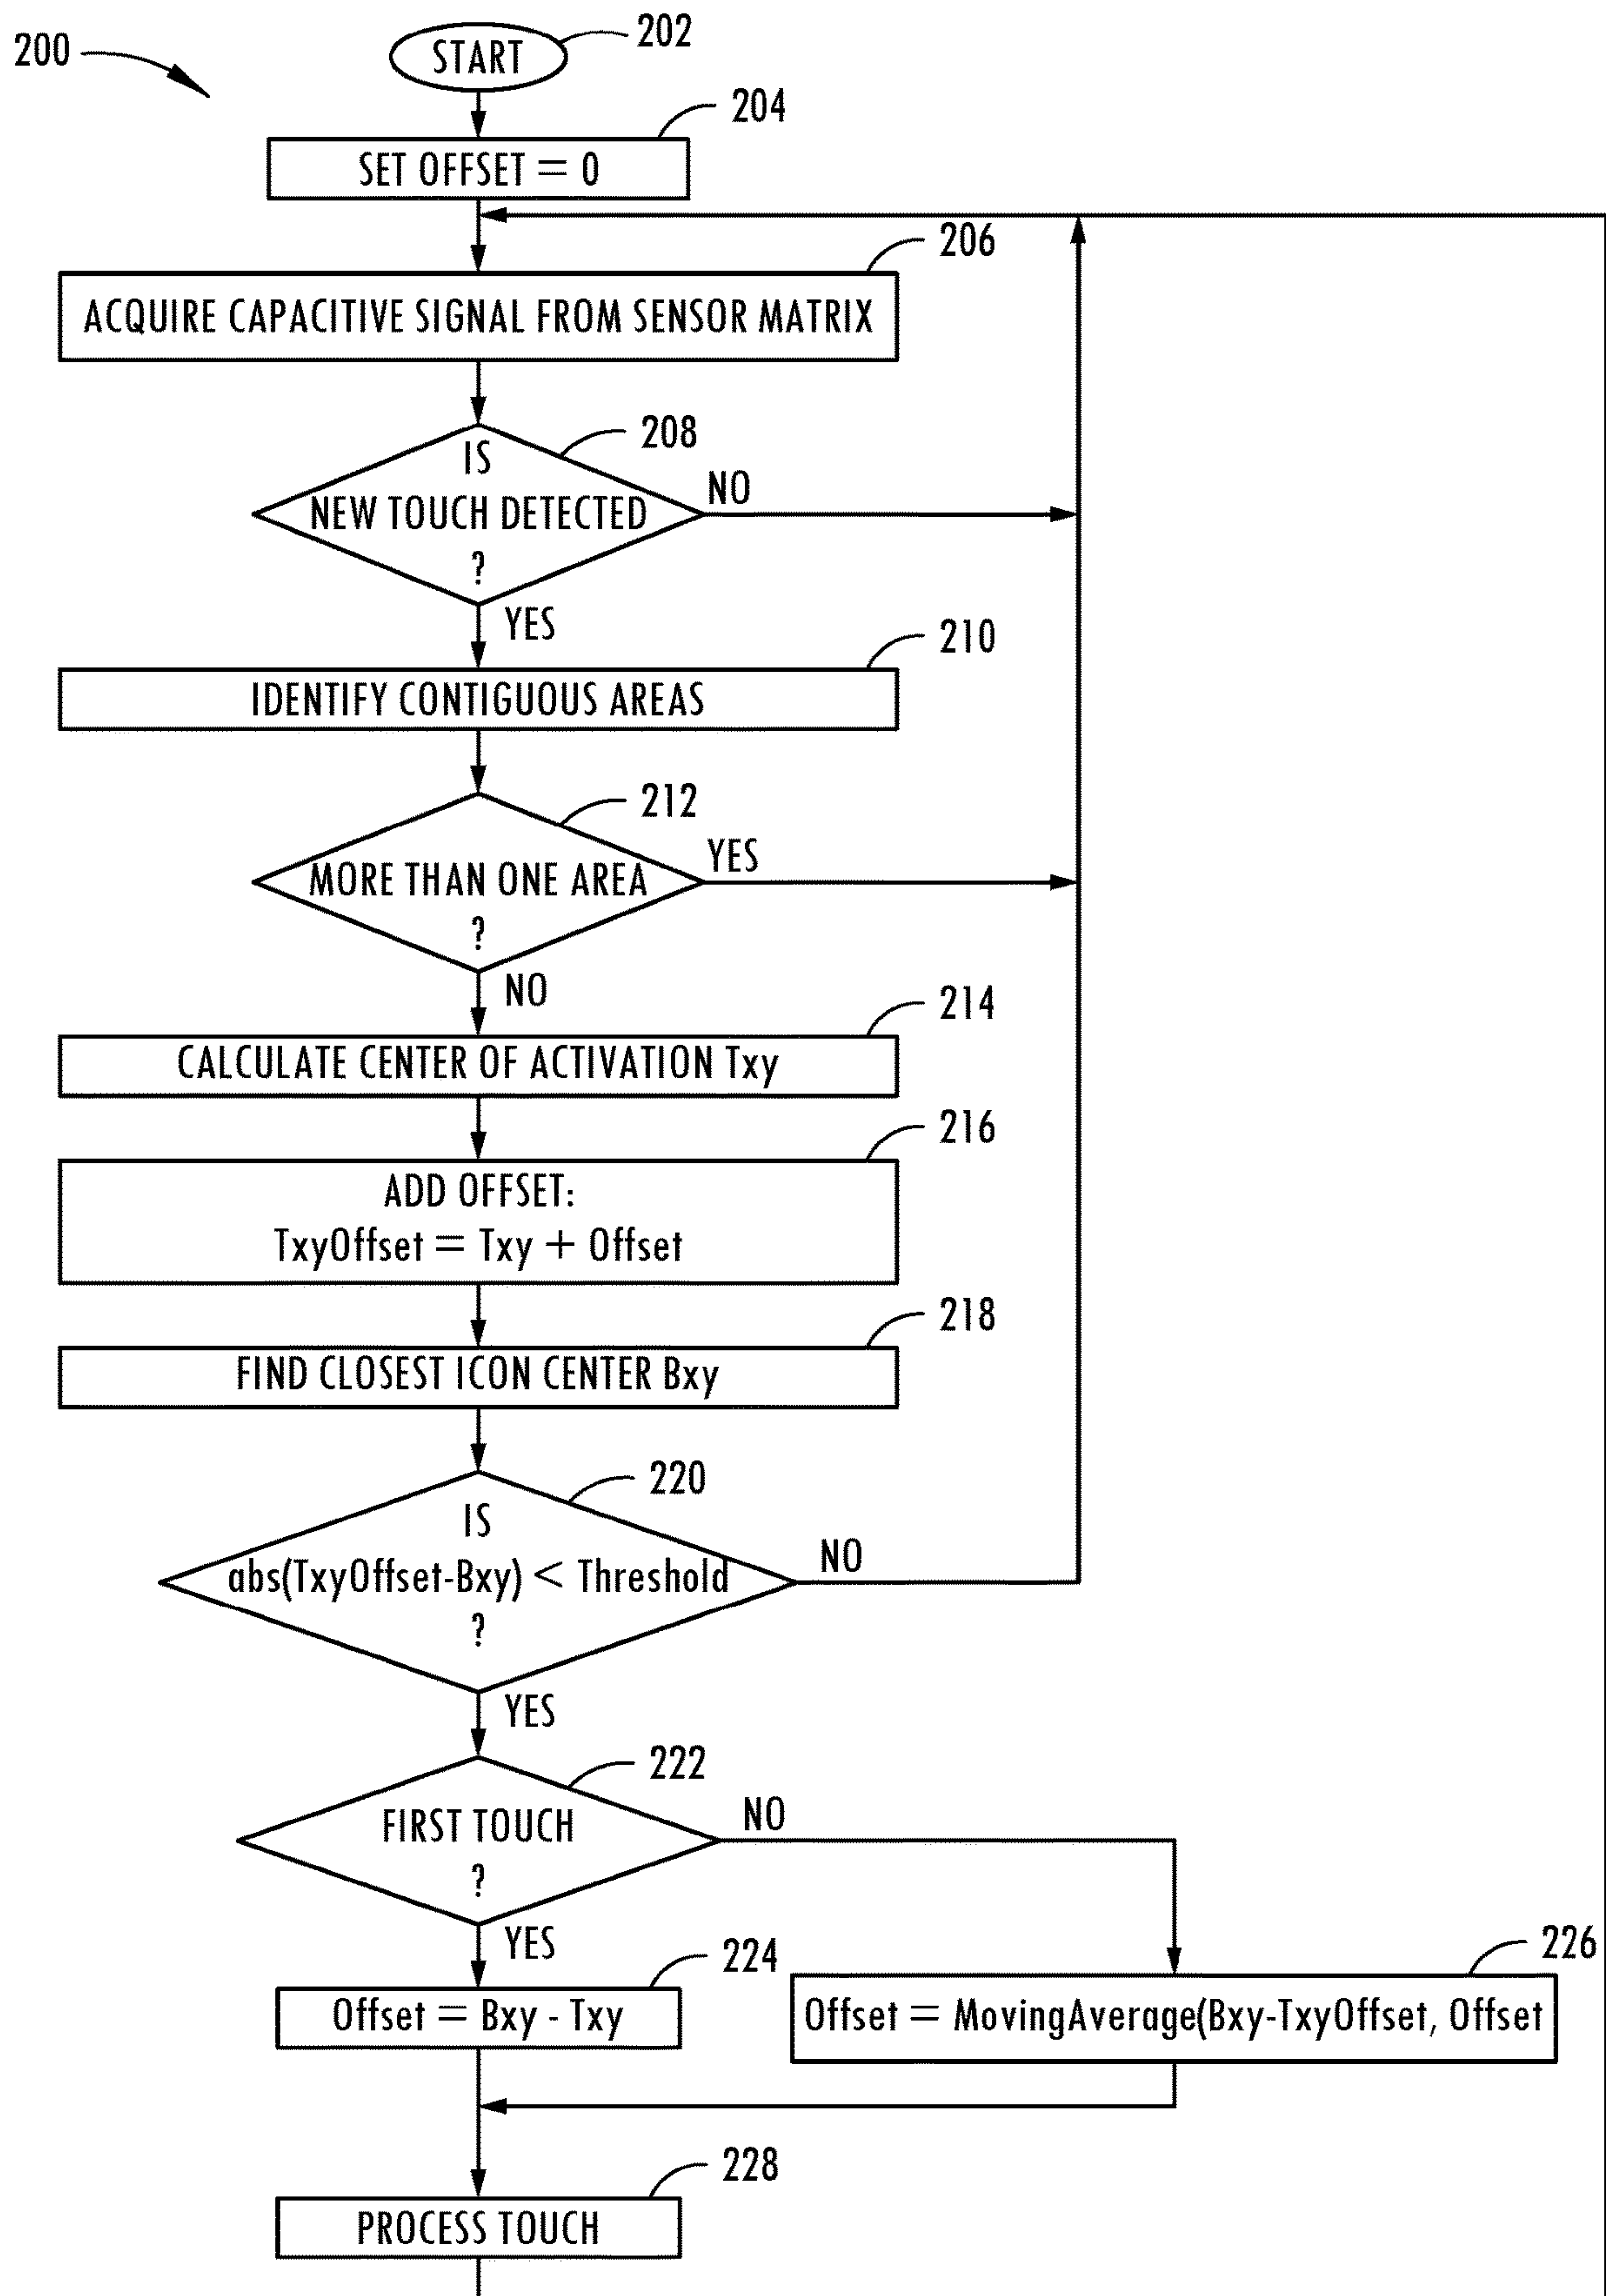 200
START
202
204
SET OFFSET = 0
206
ACQUIRE CAPACITIVE SIGNAL FROM SENSOR MATRIX
208
IS
NEW TOUCH DETECTED
?
NO
YES
210
IDENTIFY CONTIGUOUS AREAS
212
MORE THAN ONE AREA
?
YES
NO
214
CALCULATE CENTER OF ACTIVATION Txy
216
ADD OFFSET:
TxyOffset = Txy + Offset
218
FIND CLOSEST ICON CENTER Bxy
220
IS
abs(TxyOffset-Bxy) < Threshold
?
NO
YES
222
FIRST TOUCH
?
NO
YES
224
Offset = Bxy - Txy
226
Offset = MovingAverage(Bxy-TxyOffset, Offset
228
PROCESS TOUCH